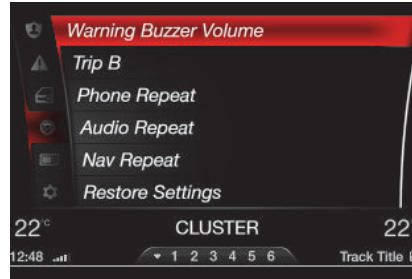 Warning Buzzer Volume
Trip B
Phone Repeat
Audio Repeat
Nav Repeat
Restore Settings
22°c CLUSTER 22
12:48 1 2 3 4 5 6 Track Title